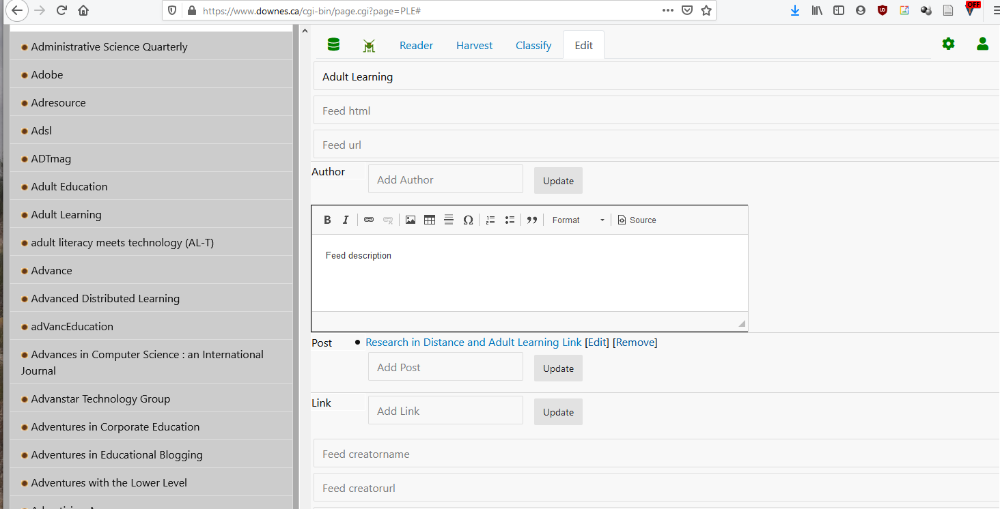 https://www.downes.ca/cgi-bin/page.cgi?page=PLE#
OFF
Administrative Science Quarterly
Adobe
Adresource
Adsl
ADTmag
Adult Education
Adult Learning
adult literacy meets technology (AL-T)
Advance
Advanced Distributed Learning
adVancEducation
Advances in Computer Science : an International
Journal
Advanstar Technology Group
Adventures in Corporate Education
Adventures in Educational Blogging
Adventures with the Lower Level
Reader Harvest Classify Edit
Adult Learning
Feed html
Feed url
Author Add Author Update
B I Ω Format Source
Feed description
Post • Research in Distance and Adult Learning Link [Edit] [Remove]
Add Post Update
Link Add Link Update
Feed creatorname
Feed creatorurl